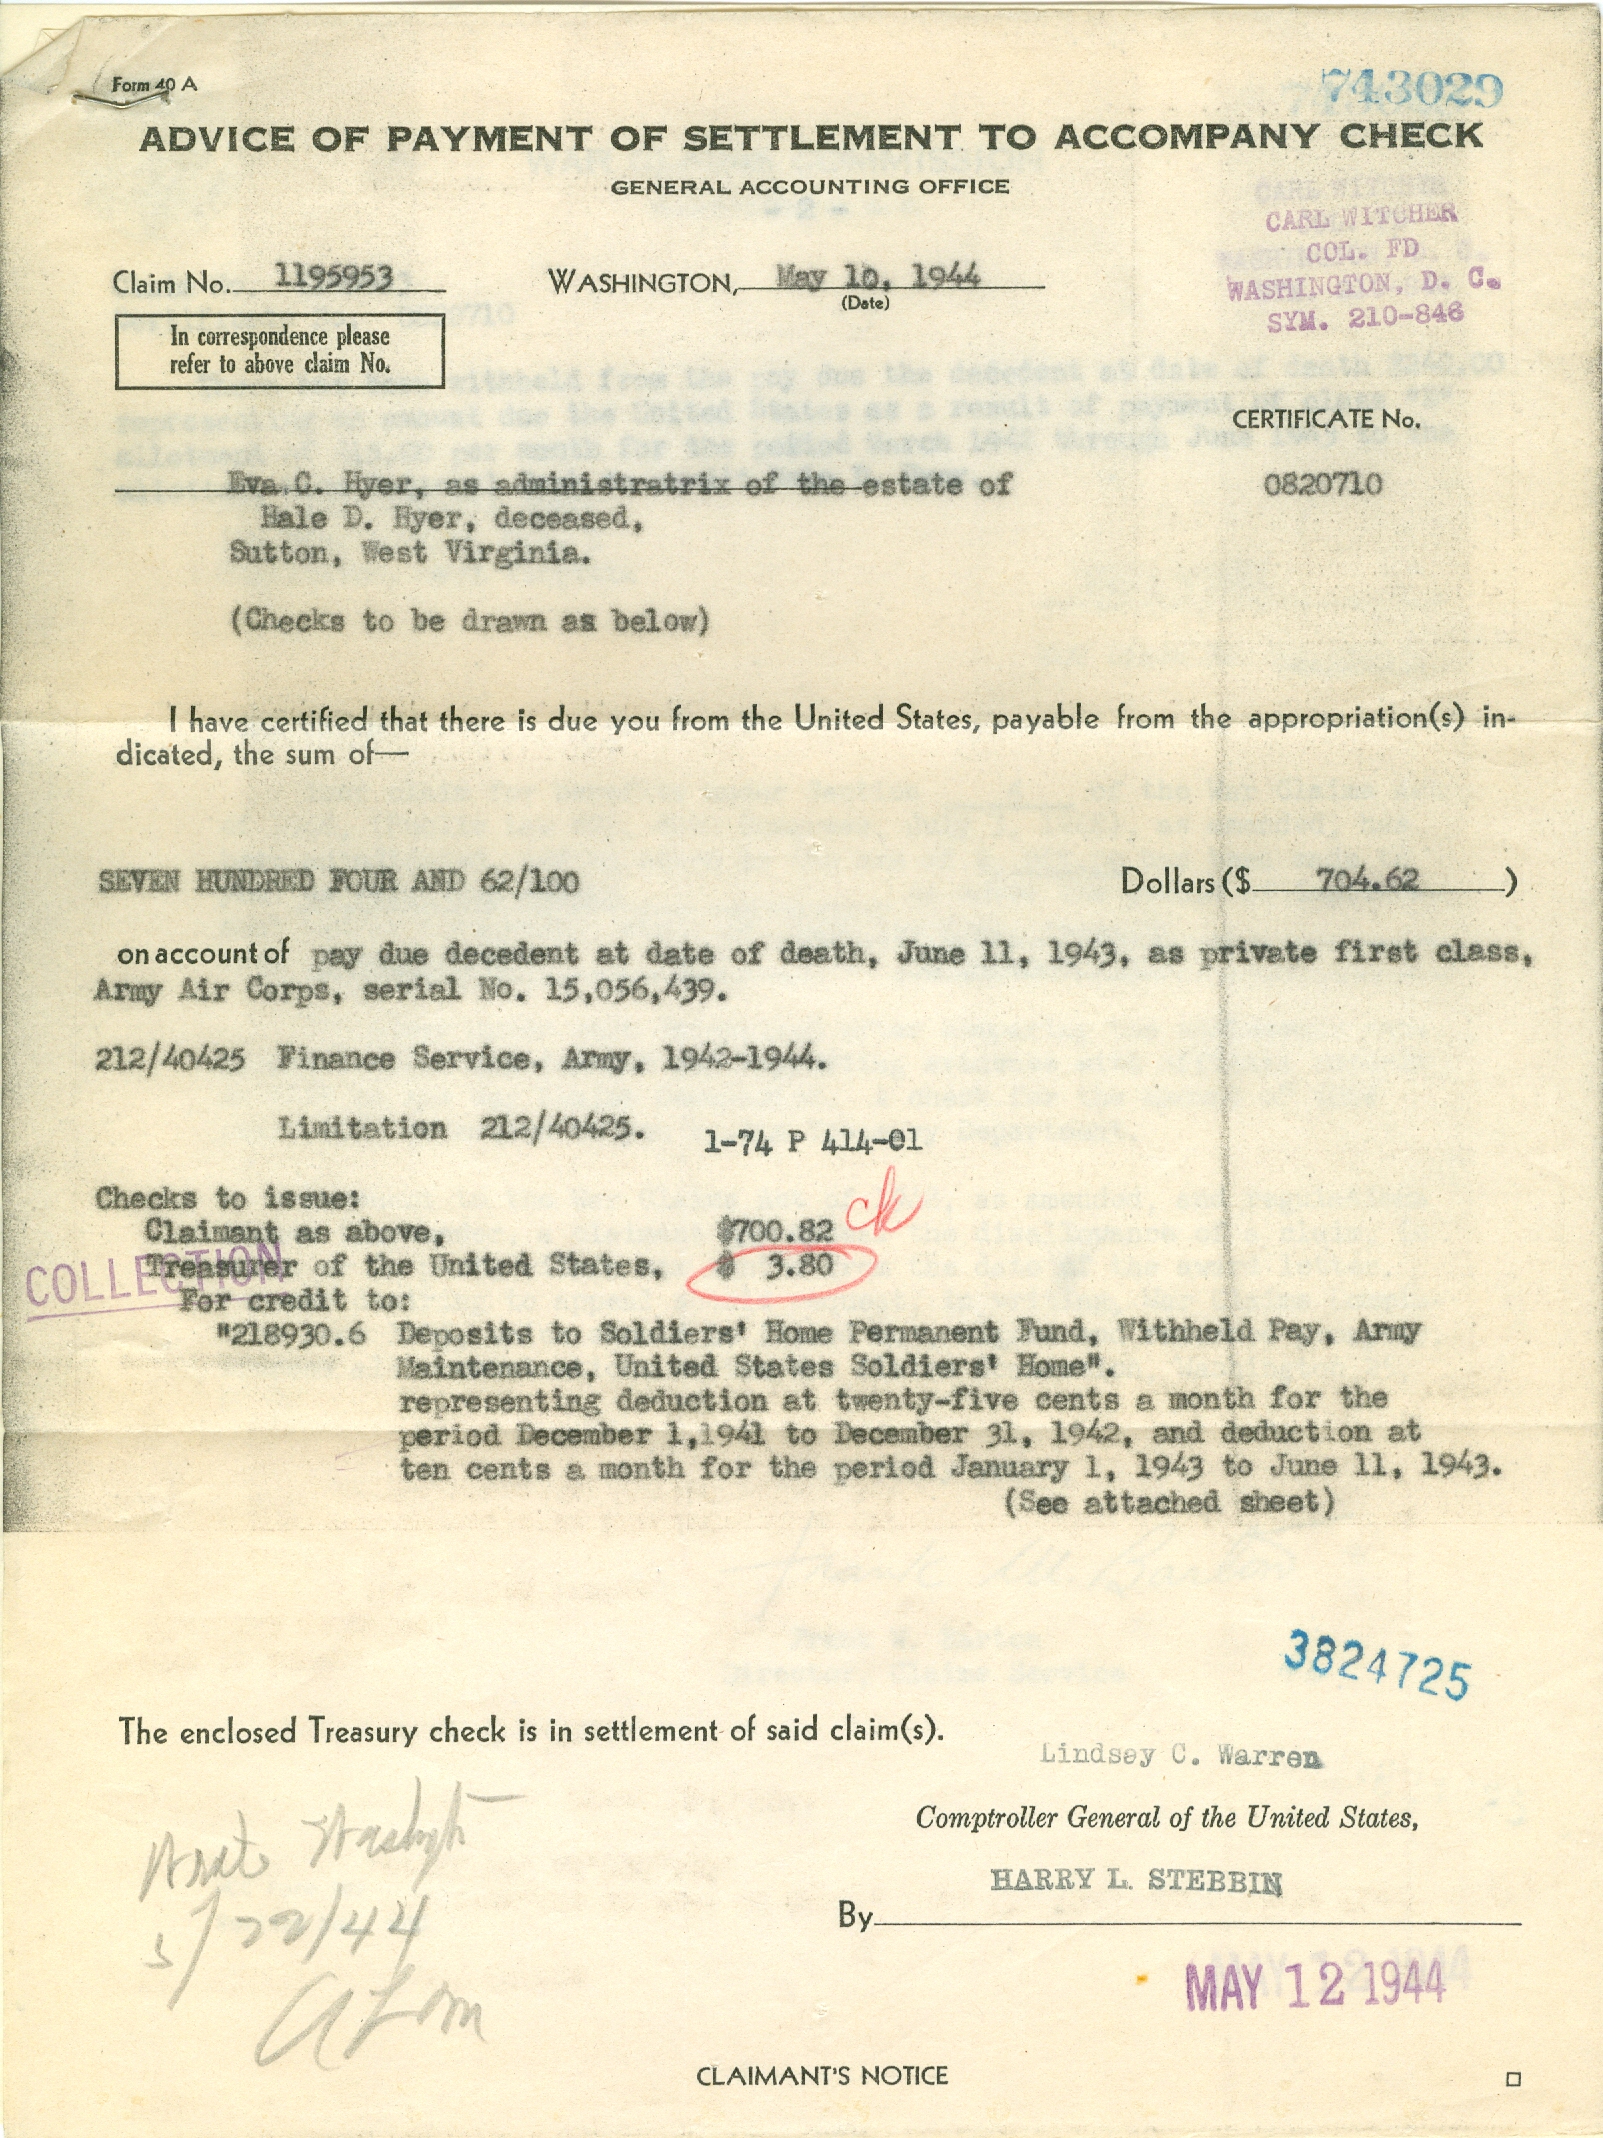 Form 40 A
743029
ADVICE OF PAYMENT OF SETTLEMENT TO ACCOMPANY CHECK
GENERAL ACCOUNTING OFFICE
CARL WITCHER
COL. FD
WASHINGTON, D. C.
SYM. 210-846
Claim No. 1195953 WASHINGTON, May 10, 1944
(Date)
In correspondence please
refer to above claim No.
CERTIFICATE No.
Eva C. Hyer, as administratrix of the estate of 0820710
Hale D. Hyer, deceased,
Sutton, West Virginia.
(Checks to be drawn as below)
I have certified that there is due you from the United States, payable from the appropriation(s) in-
dicated, the sum of—
SEVEN HUNDRED FOUR AND 62/100 Dollars ($ 704.62 )
on account of pay due decedent at date of death, June 11, 1943, as private first class,
Army Air Corps, serial No. 15,056,439.
212/40425 Finance Service, Army, 1942-1944.
Limitation 212/40425. 1-74 P 414-01
Checks to issue:
Claimant as above, $700.82 ck
Treasurer of the United States, $ 3.80
COLLECTION
For credit to:
"218930.6 Deposits to Soldiers' Home Permanent Fund, Withheld Pay, Army
Maintenance, United States Soldiers' Home".
representing deduction at twenty-five cents a month for the
period December 1,1941 to December 31, 1942, and deduction at
ten cents a month for the period January 1, 1943 to June 11, 1943.
(See attached sheet)
3824725
The enclosed Treasury check is in settlement of said claim(s).
Lindsey C. Warren
Comptroller General of the United States,
HARRY L. STEBBIN
By
5/22/44
MAY 12 1944
CLAIMANT'S NOTICE